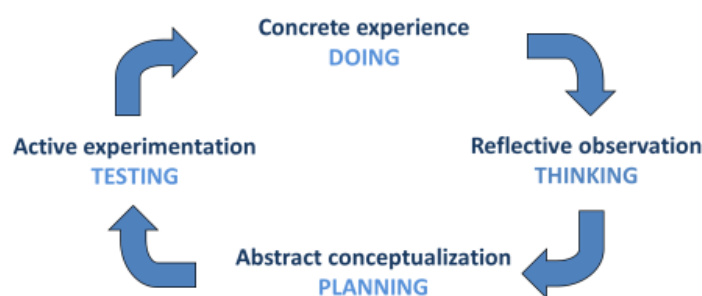 Concrete experience
DOING
Active experimentation
TESTING
Reflective observation
THINKING
Abstract conceptualization
PLANNING